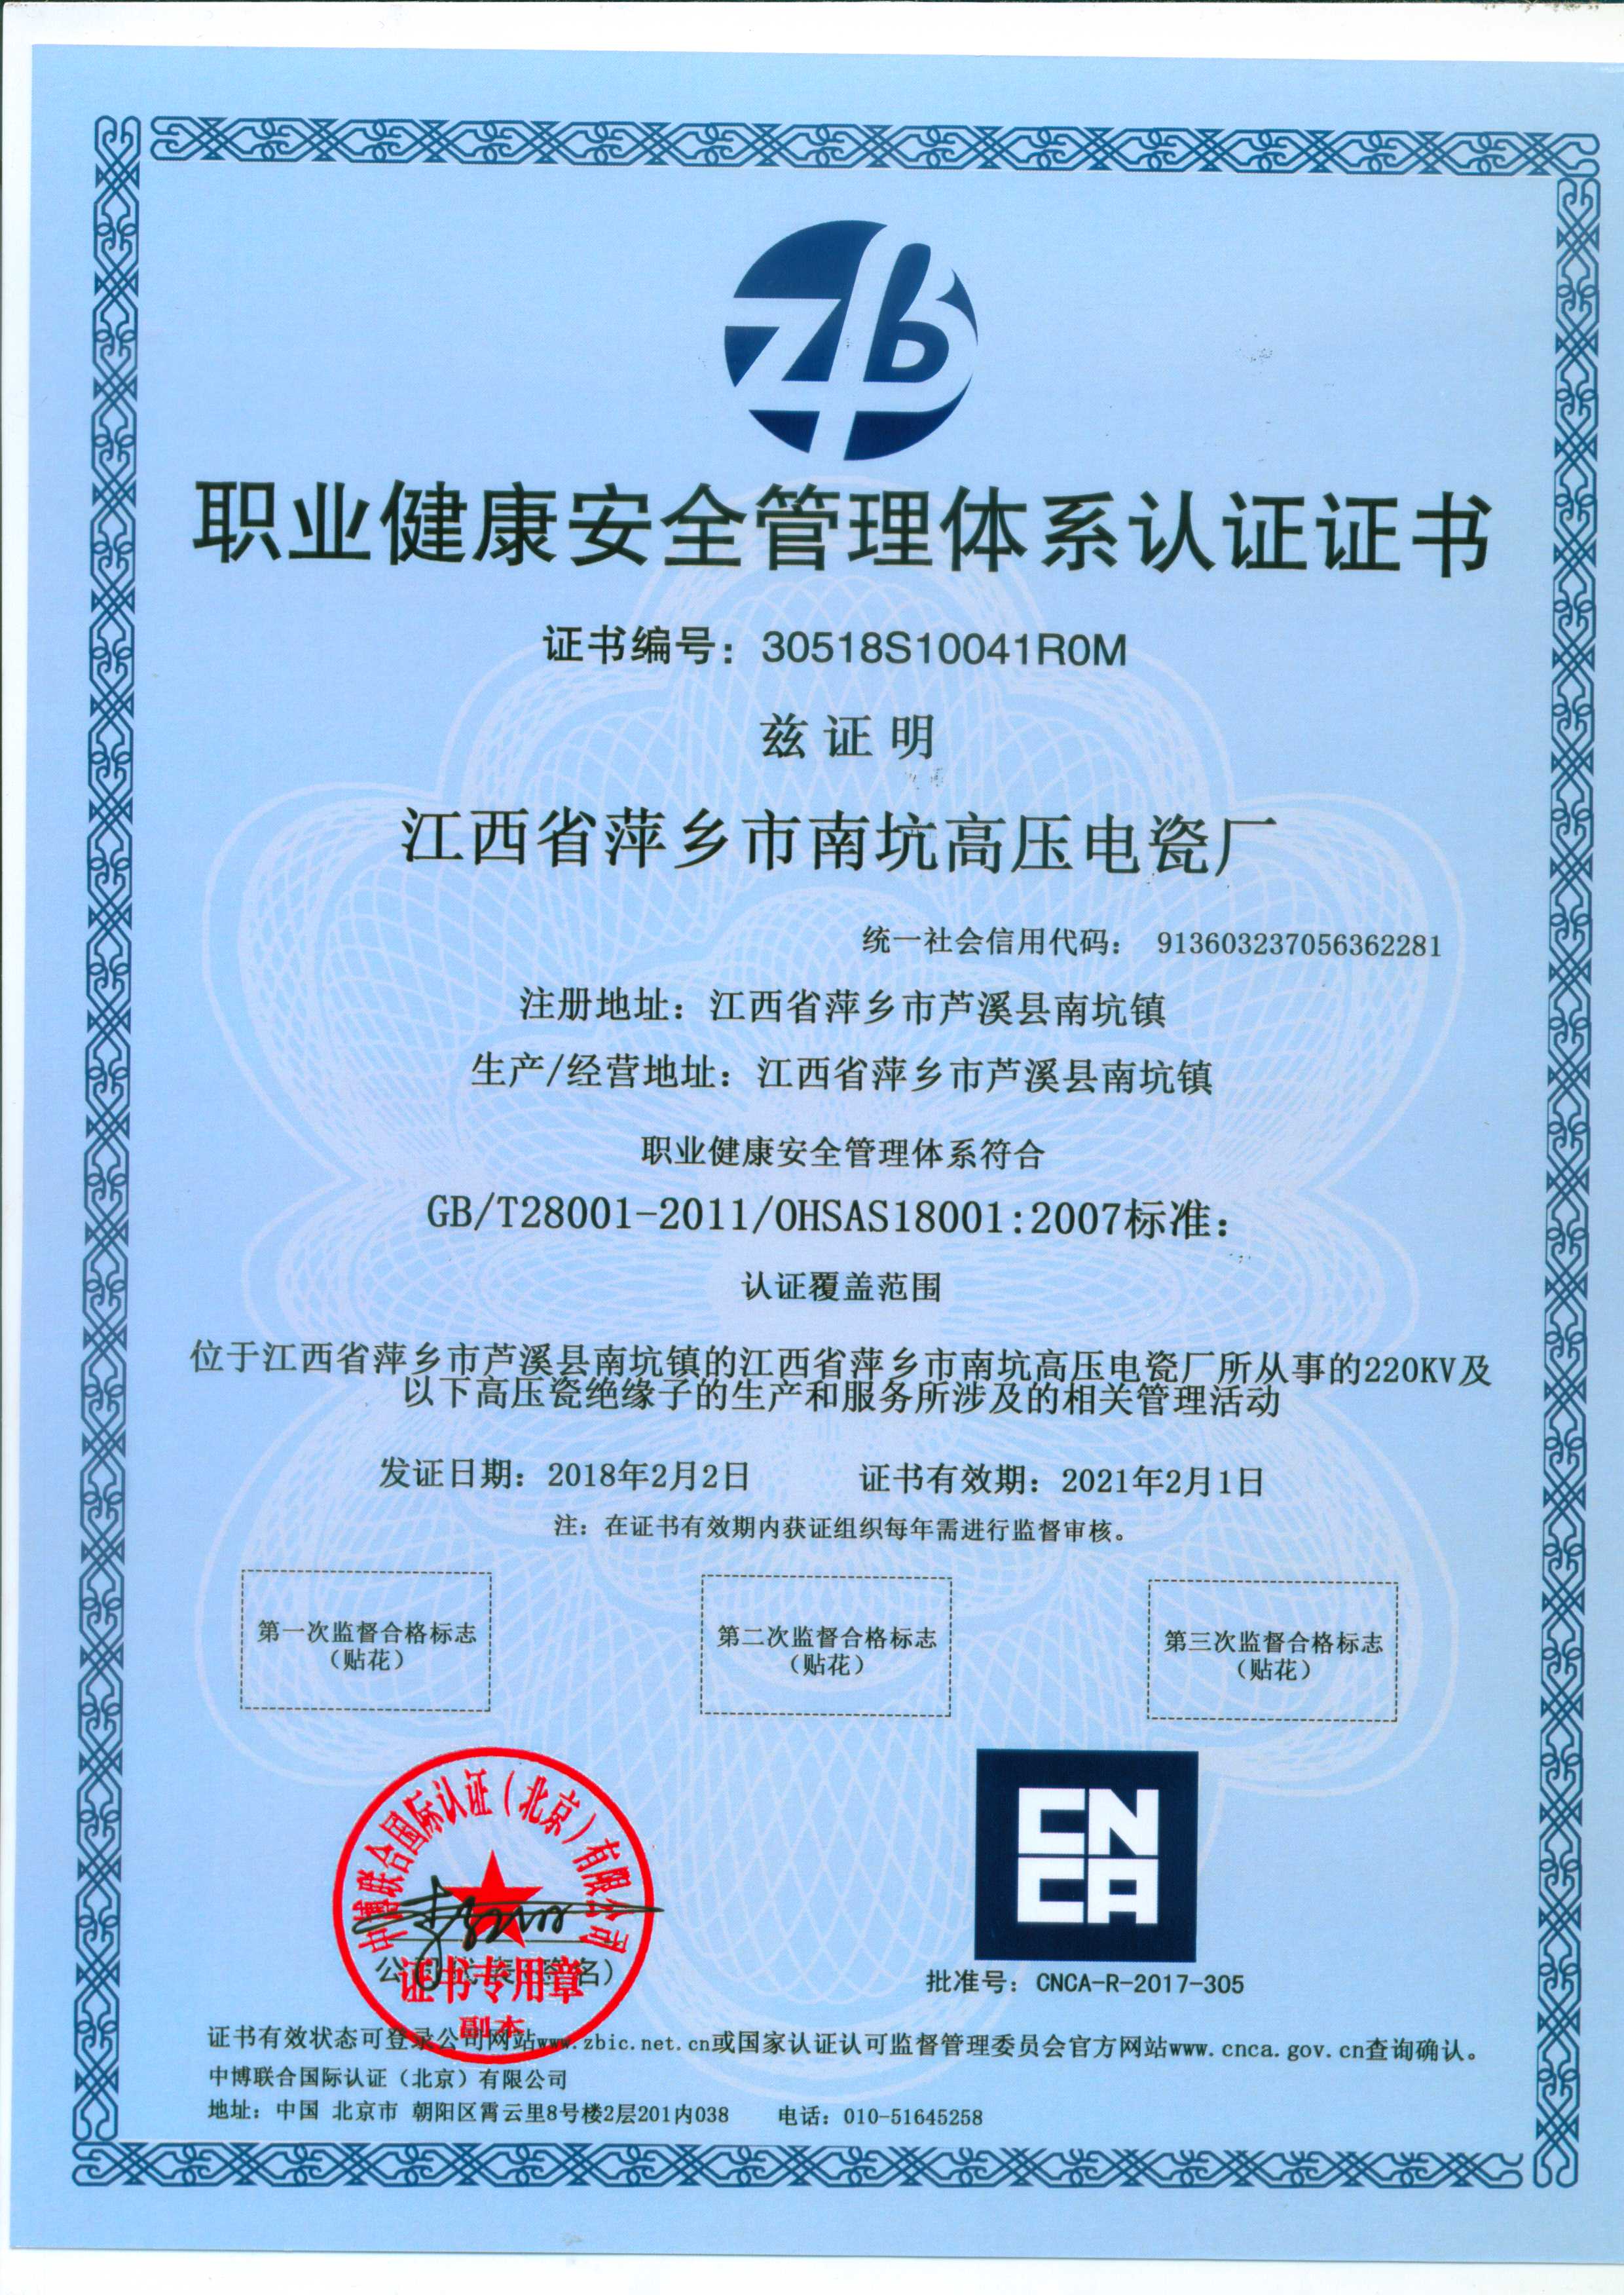 ZB
职业健康安全管理体系认证证书
证书编号：30518S10041R0M
兹证明
江西省萍乡市南坑高压电瓷厂
统一社会信用代码： 913603237056362281
注册地址：江西省萍乡市芦溪县南坑镇
生产/经营地址：江西省萍乡市芦溪县南坑镇
职业健康安全管理体系符合
GB/T28001-2011/OHSAS18001:2007标准：
认证覆盖范围
位于江西省萍乡市芦溪县南坑镇的江西省萍乡市南坑高压电瓷厂所从事的220KV及
以下高压瓷绝缘子的生产和服务所涉及的相关管理活动
发证日期：2018年2月2日 证书有效期：2021年2月1日
注：在证书有效期内获证组织每年需进行监督审核。
第一次监督合格标志
（贴花）
第二次监督合格标志
（贴花）
第三次监督合格标志
（贴花）
中博联合国际认证（北京）有限公司
证书专用章
副本
CN
CA
批准号：CNCA-R-2017-305
证书有效状态可登录公司网站www.zbic.net.cn或国家认证认可监督管理委员会官方网站www.cnca.gov.cn查询确认。
中博联合国际认证（北京）有限公司
地址：中国 北京市 朝阳区霄云里8号楼2层201内038 电话：010-51645258